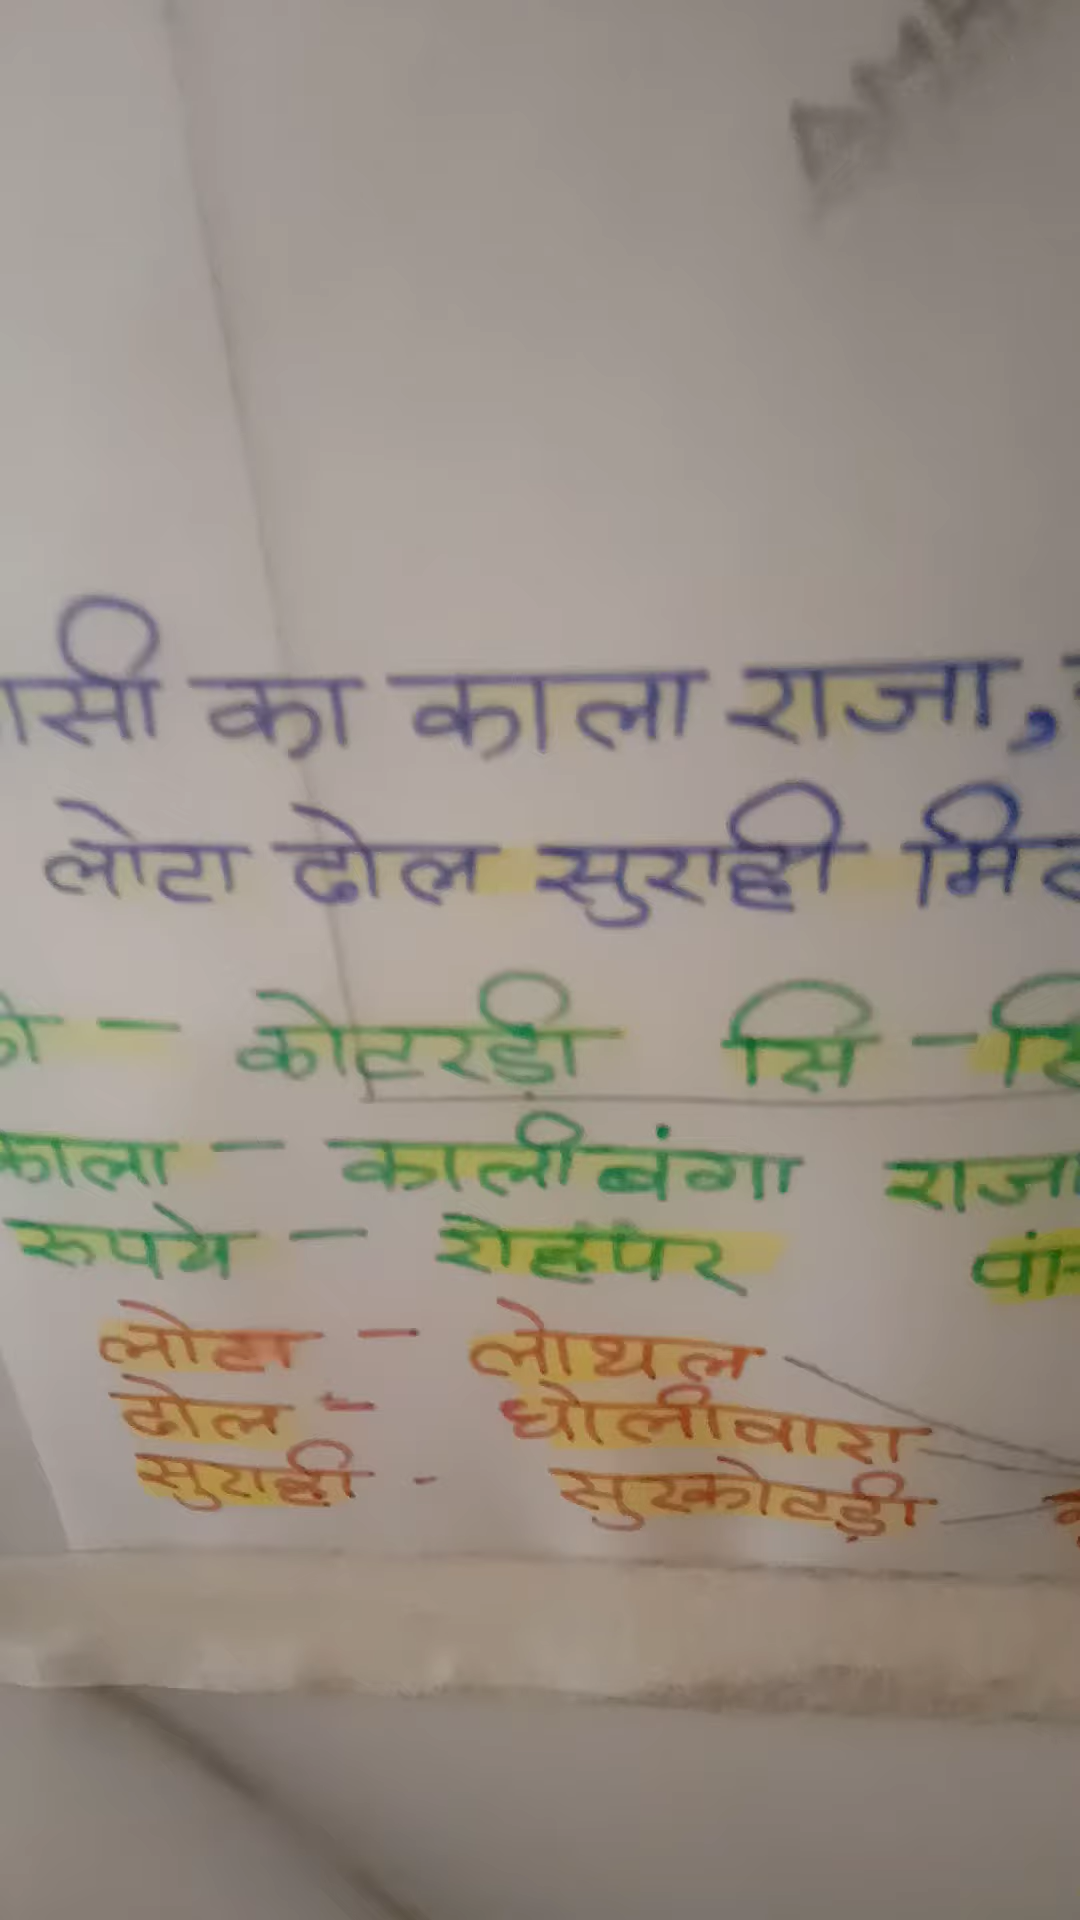 ासी का काला राजा,
लोटा ढोल सुराही मिल
को - कोटरडी सि -
काला - कालीबंगा राजा
रुपये - रोहपर
लोटा - लोथल
ढोल - धोलीवारा
सुराही - सुरकोटड़ी